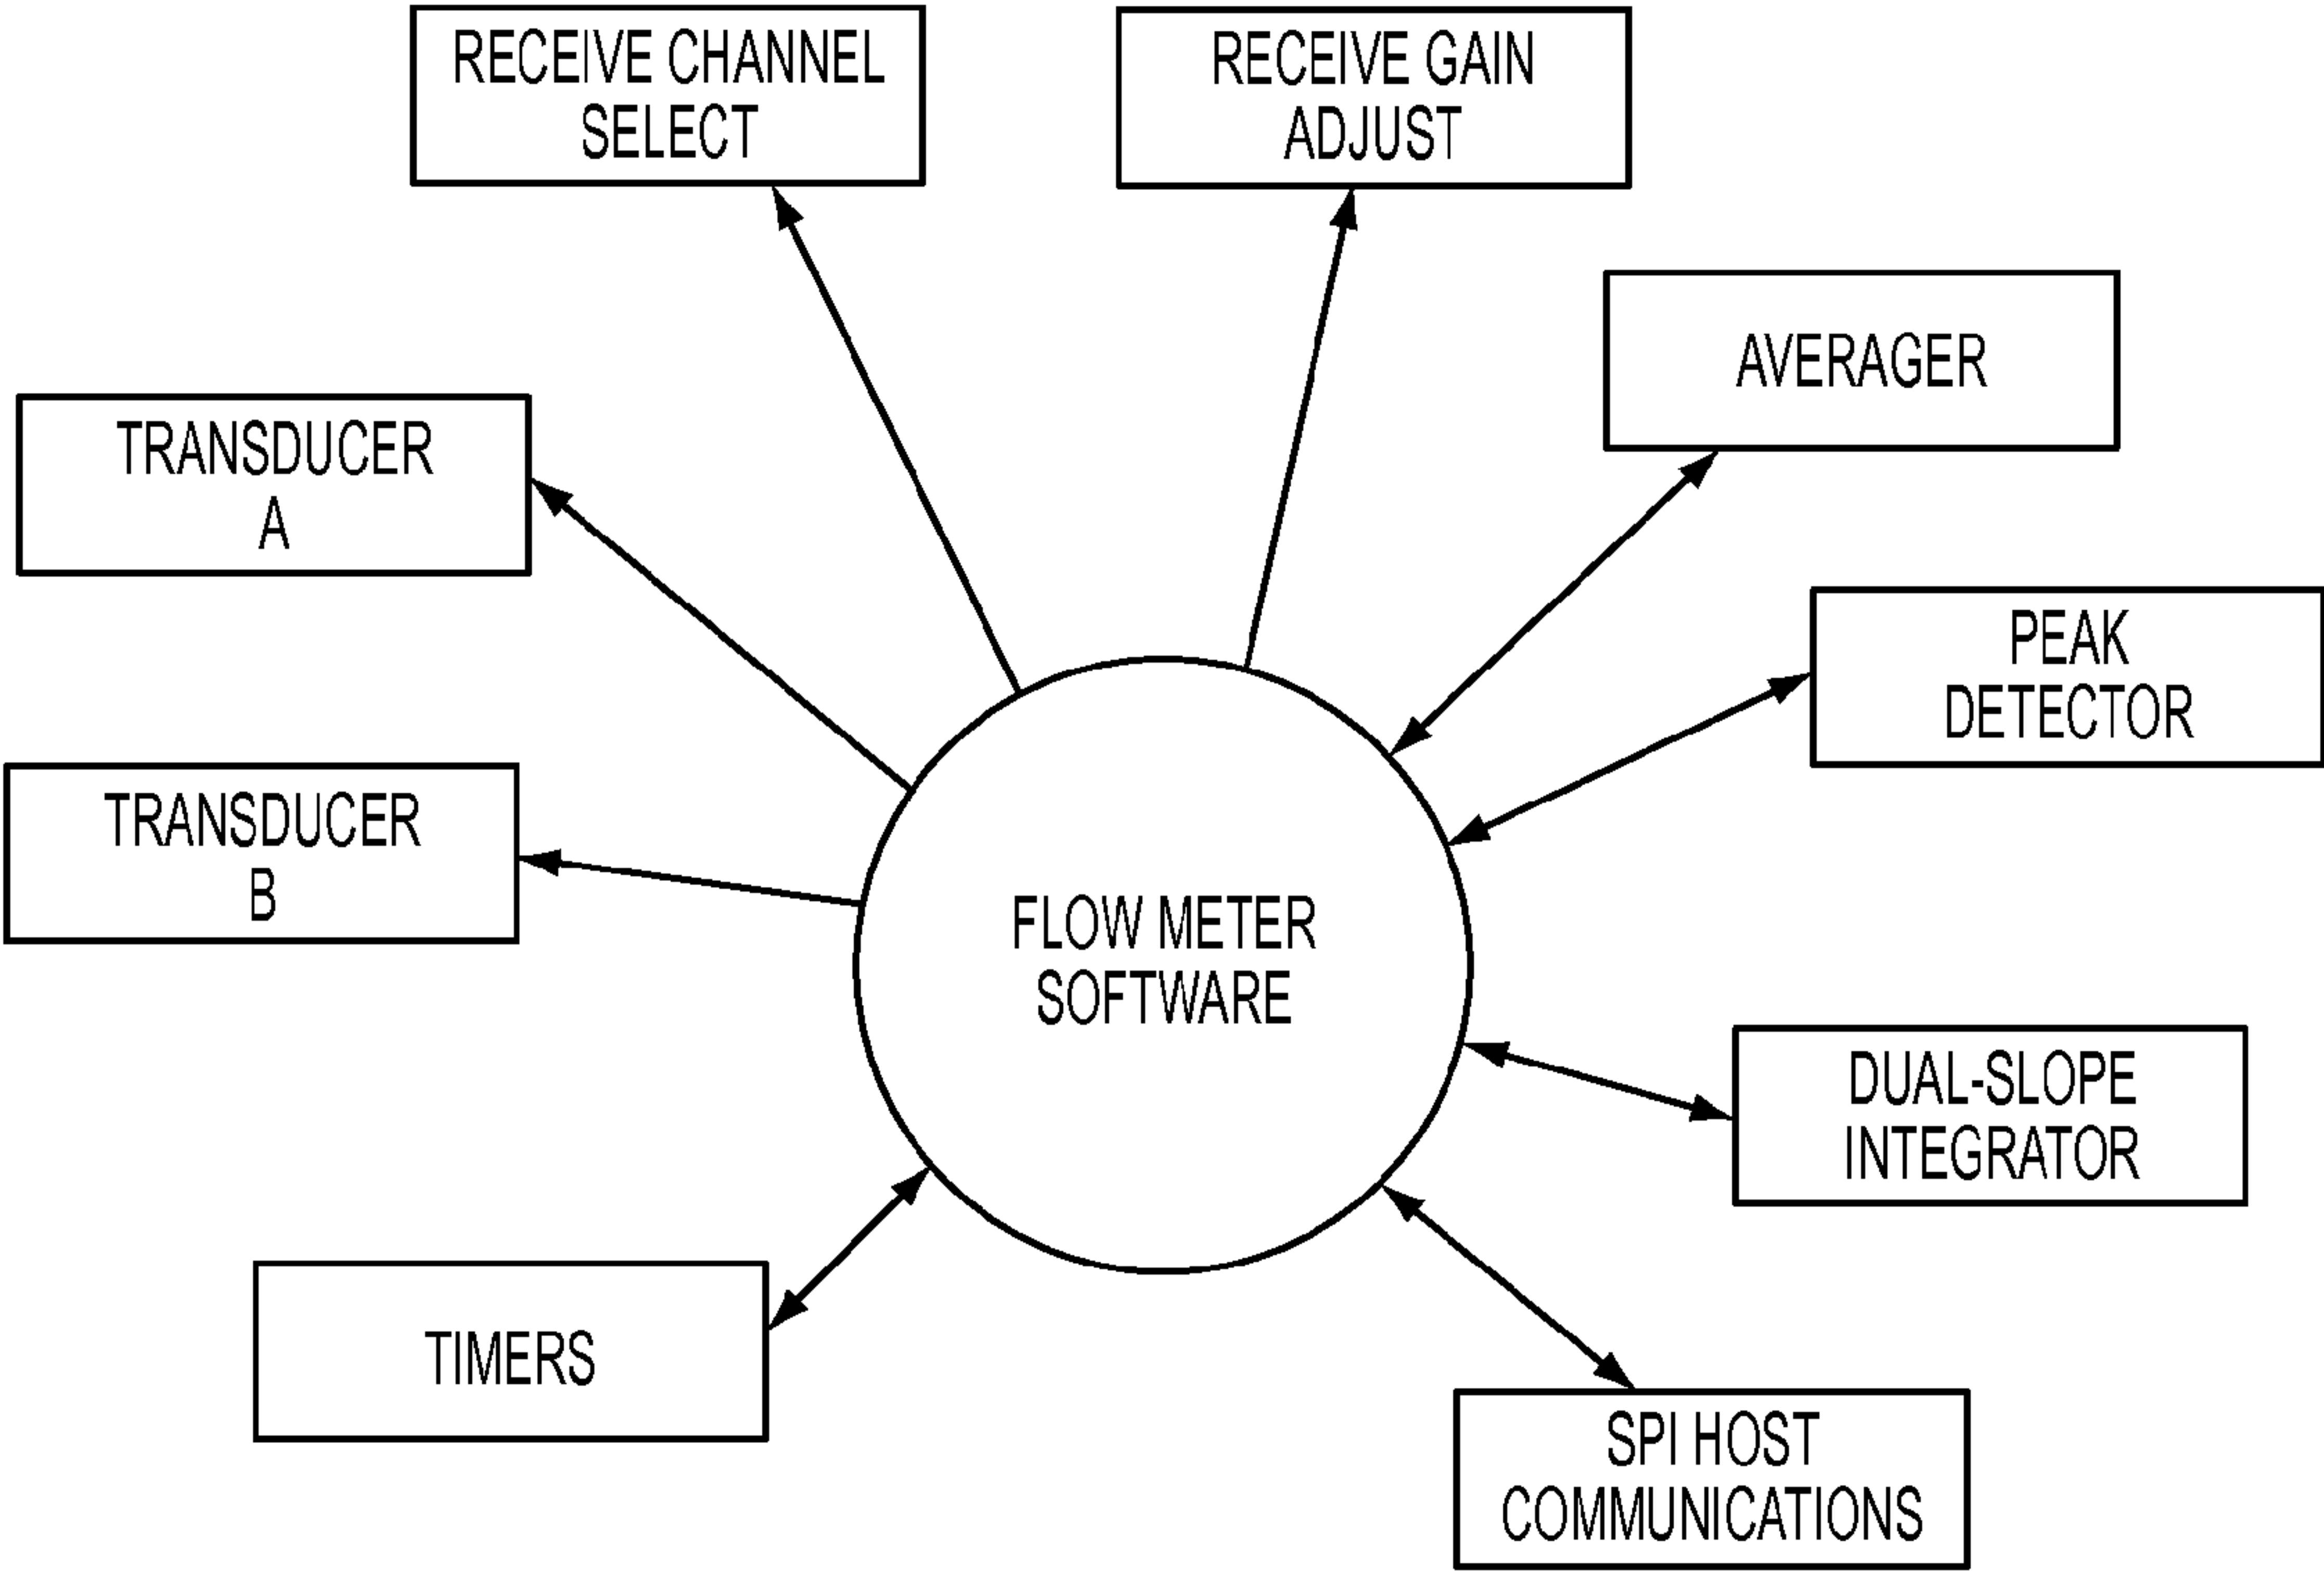 RECEIVE CHANNEL
SELECT
RECEIVE GAIN
ADJUST
AVERAGER
TRANSDUCER
A
PEAK
DETECTOR
TRANSDUCER
B
FLOW METER
SOFTWARE
DUAL-SLOPE
INTEGRATOR
TIMERS
SPI HOST
COMMUNICATIONS